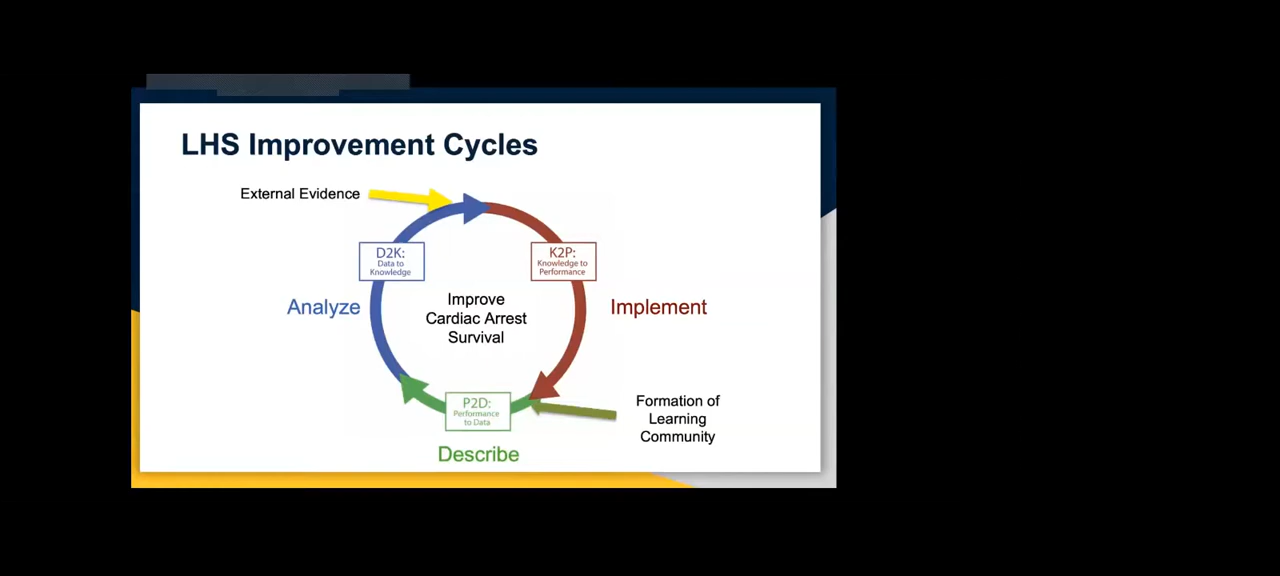 LHS Improvement Cycles
External Evidence
D2K:
Data to
Knowledge
K2P:
Knowledge to
Performance
Analyze
Improve
Cardiac Arrest
Survival
Implement
P2D:
Performance
to Data
Formation of
Learning
Community
Describe